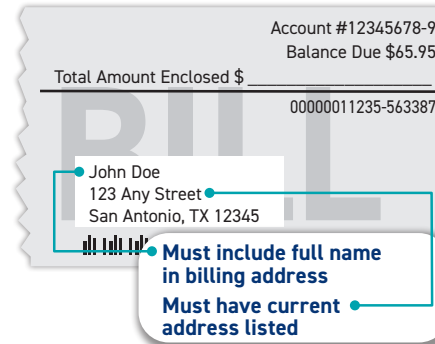 Account #12345678-9
Balance Due $65.95
Total Amount Enclosed $ ____________________
00000011235-563387
BILL
John Doe
123 Any Street
San Antonio, TX 12345
Must include full name
in billing address
Must have current
address listed